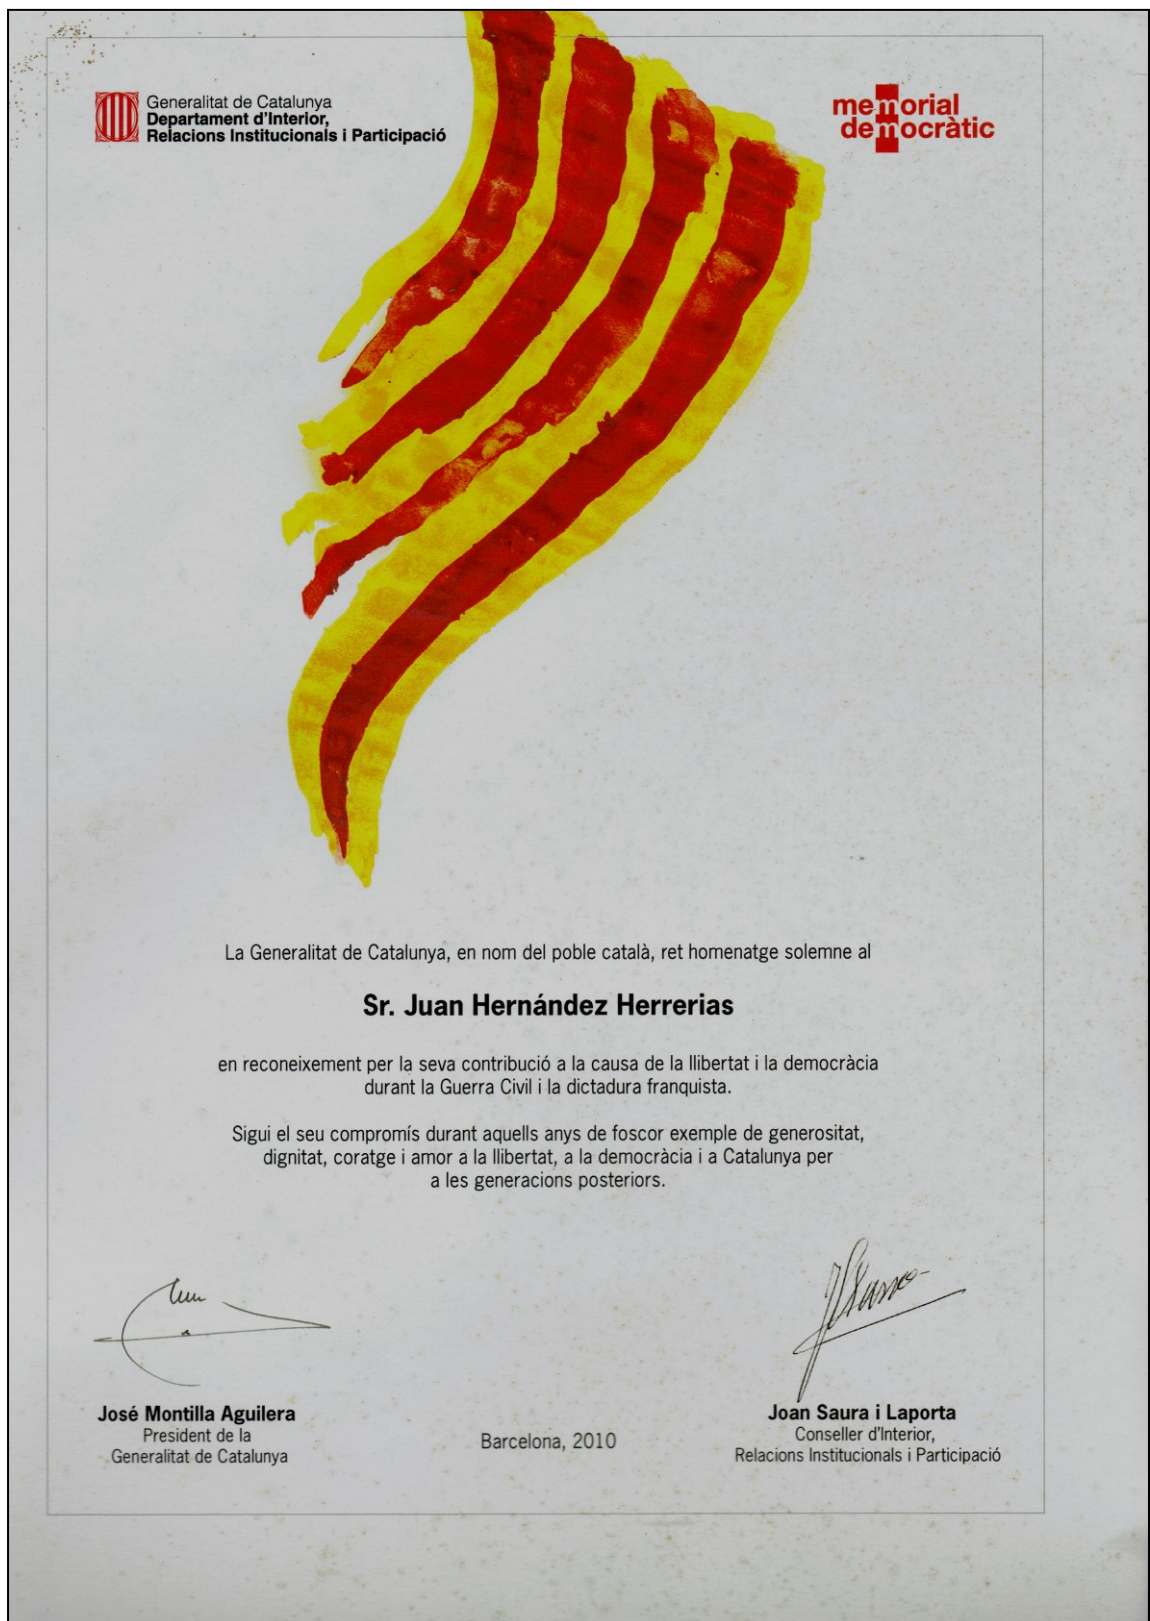 Generalitat de Catalunya
Departament d'Interior,
Relacions Institucionals i Participació
memorial
democràtic
La Generalitat de Catalunya, en nom del poble català, ret homenatge solemne al
Sr. Juan Hernández Herrerias
en reconeixement per la seva contribució a la causa de la llibertat i la democràcia
durant la Guerra Civil i la dictadura franquista.
Sigui el seu compromís durant aquells anys de foscor exemple de generositat,
dignitat, coratge i amor a la llibertat, a la democràcia i a Catalunya per
a les generacions posteriors.
José Montilla Aguilera
President de la
Generalitat de Catalunya
Barcelona, 2010
Joan Saura i Laporta
Conseller d'Interior,
Relacions Institucionals i Participació